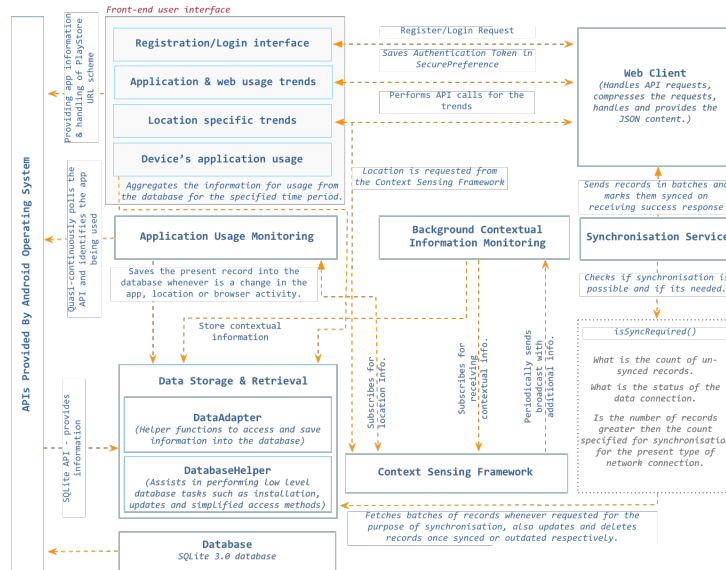 Front-end user interface
Registration/Login interface
Application & web usage trends
Location specific trends
Device's application usage
Aggregates the information for usage from
the database for the specified time period.
Providing app information
& handling of PlayStore
URL scheme
Register/Login Request
Saves Authentication Token in
SecurePreference
Performs API calls for the
trends
Web Client
(Handles API requests,
compresses the requests,
handles and provides the
JSON content.)
Location is requested from
the Context Sensing Framework
Sends records in batches and
marks them synced on
receiving success response
APIs Provided By Android Operating System
Quasi-continuously polls the
API and identifies the app
being used
Application Usage Monitoring
Background Contextual
Information Monitoring
Synchronisation Service
Saves the present record into the
database whenever is a change in the
app, location or browser activity.
Checks if synchronisation is
possible and if its needed.
Store contextual
information
Subscribes for
location Info.
Subscribes for
receiving
contextual info.
Periodically sends
broadcast with
additional info.
isSyncRequired()
What is the count of un-
synced records.
What is the status of the
data connection.
Is the number of records
greater then the count
specified for synchronisation
for the present type of
network connection.
Data Storage & Retrieval
DataAdapter
(Helper functions to access and save
information into the database)
DatabaseHelper
(Assists in performing low level
database tasks such as installation,
updates and simplified access methods)
SQLite API - provides
information
Context Sensing Framework
Fetches batches of records whenever requested for the
purpose of synchronisation, also updates and deletes
records once synced or outdated respectively.
Database
SQLite 3.0 database